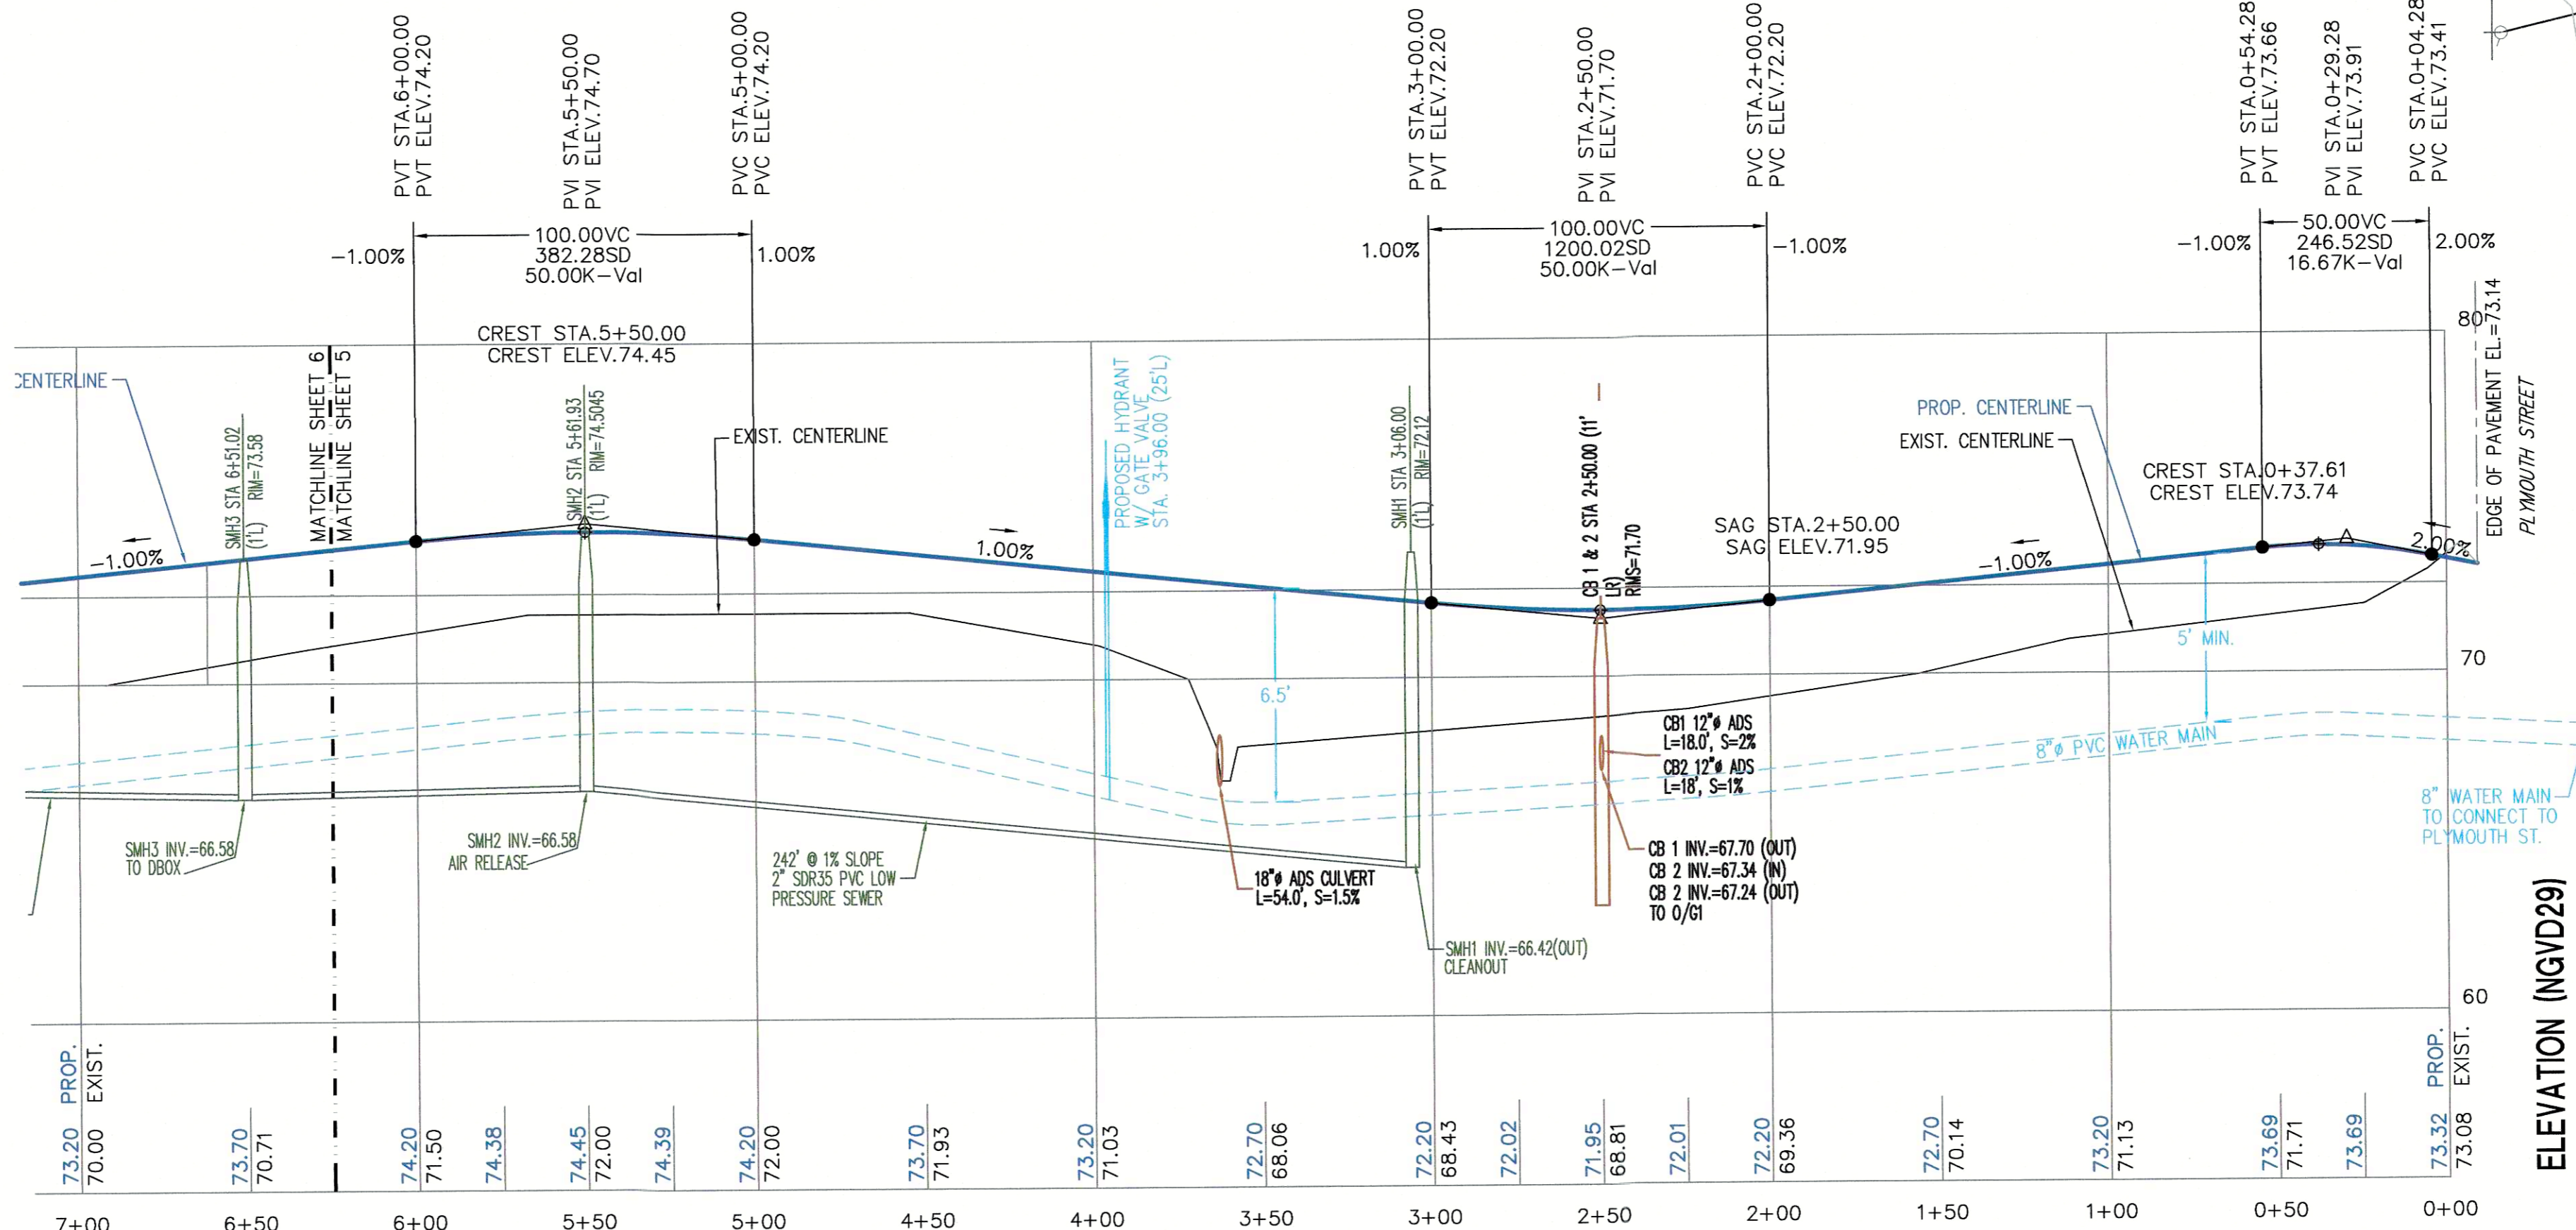 PVT STA.6+00.00
PVT ELEV.74.20
PVI STA.5+50.00
PVI ELEV.74.70
PVC STA.5+00.00
PVC ELEV.74.20
PVT STA.3+00.00
PVT ELEV.72.20
PVI STA.2+50.00
PVI ELEV.71.70
PVC STA.2+00.00
PVC ELEV.72.20
PVT STA.0+54.28
PVT ELEV.73.66
PVI STA.0+29.28
PVI ELEV.73.91
PVC STA.0+04.28
PVC ELEV.73.41
-1.00%
100.00VC
382.28SD
50.00K-Val
1.00%
1.00%
100.00VC
1200.02SD
50.00K-Val
-1.00%
-1.00%
50.00VC
246.52SD
16.67K-Val
2.00%
CREST STA.5+50.00
CREST ELEV.74.45
CENTERLINE
MATCHLINE SHEET 6
MATCHLINE SHEET 5
SMH3 STA 6+51.02
(1'L) RIM=73.58
SMH2 STA 5+61.93
(1'L) RIM=74.5045
EXIST. CENTERLINE
PROPOSED HYDRANT
W/ GATE VALVE
STA. 3+96.00 (25'L)
SMH1 STA 3+06.00
(1'L) RIM=72.12
CB 1 & 2 STA 2+50.00 (11'
LR)
RIMS=71.70
SAG STA.2+50.00
SAG ELEV.71.95
PROP. CENTERLINE
EXIST. CENTERLINE
CREST STA.0+37.61
CREST ELEV.73.74
80
EDGE OF PAVEMENT EL.=73.14
PLYMOUTH STREET
-1.00%
1.00%
-1.00%
2.00%
6.5'
5' MIN.
70
8"ø PVC WATER MAIN
CB1 12"ø ADS
L=18.0', S=2%
CB2 12"ø ADS
L=18', S=1%
8" WATER MAIN
TO CONNECT TO
PLYMOUTH ST.
SMH3 INV.=66.58
TO DBOX
SMH2 INV.=66.58
AIR RELEASE
242' @ 1% SLOPE
2" SDR35 PVC LOW
PRESSURE SEWER
18"ø ADS CULVERT
L=54.0', S=1.5%
CB 1 INV.=67.70 (OUT)
CB 2 INV.=67.34 (IN)
CB 2 INV.=67.24 (OUT)
TO O/G1
SMH1 INV.=66.42(OUT)
CLEANOUT
60
ELEVATION (NGVD29)
PROP.
EXIST.
PROP.
EXIST.
73.20
70.00
73.70
70.71
74.20
71.50
74.38
74.45
72.00
74.39
74.20
72.00
73.70
71.93
73.20
71.03
72.70
68.06
72.20
68.43
72.02
71.95
68.81
72.01
72.20
69.36
72.70
70.14
73.20
71.13
73.69
71.71
73.69
73.32
73.08
7+00 6+50 6+00 5+50 5+00 4+50 4+00 3+50 3+00 2+50 2+00 1+50 1+00 0+50 0+00